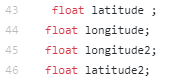 43 float latitude ;
44 float longitude;
45 float longitude2;
46 float latitude2;